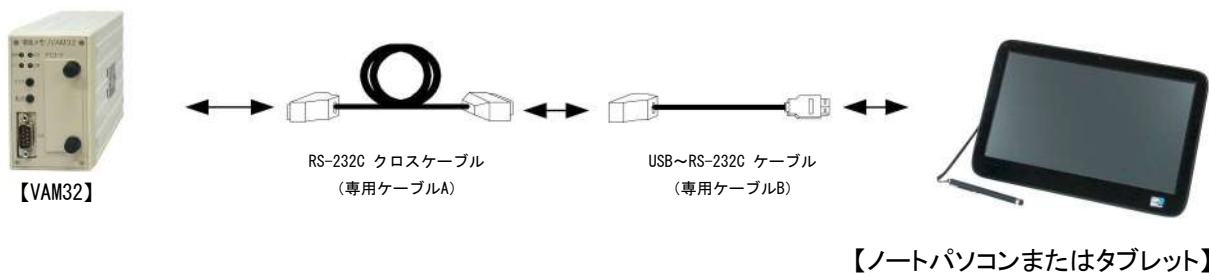 RS-232C クロスケーブル
(専用ケーブルA)
USB～RS-232C ケーブル
(専用ケーブルB)
【VAM32】
【ノートパソコンまたはタブレット】